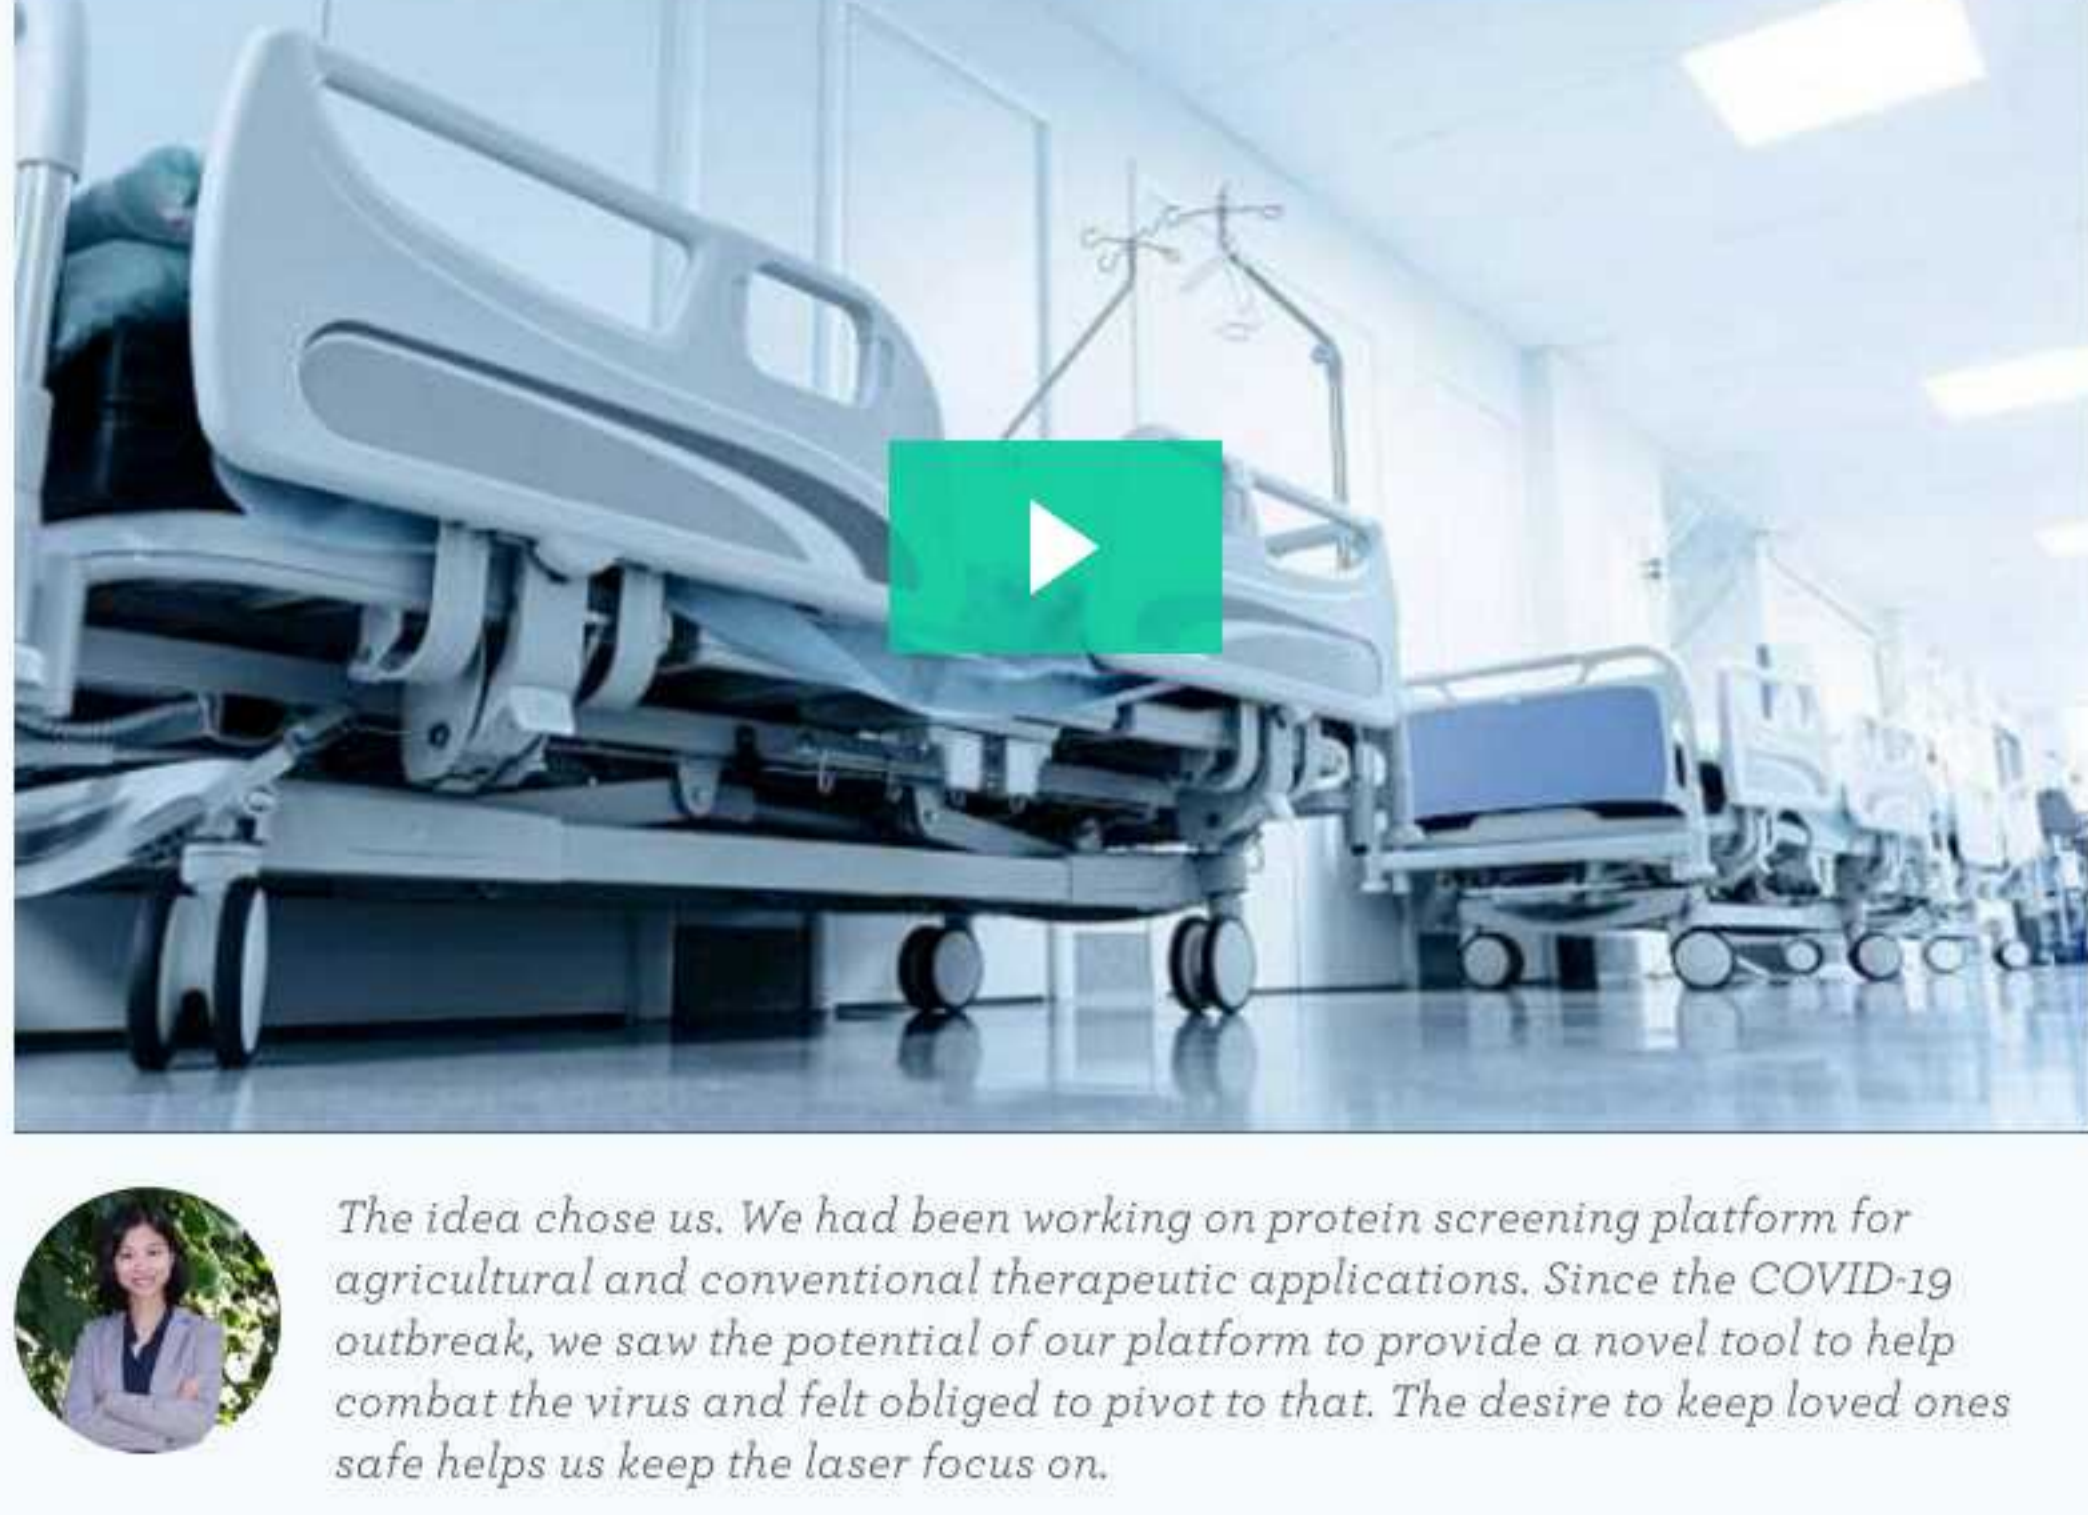 The idea chose us. We had been working on protein screening platform for
agricultural and conventional therapeutic applications. Since the COVID-19
outbreak, we saw the potential of our platform to provide a novel tool to help
combat the virus and felt obliged to pivot to that. The desire to keep loved ones
safe helps us keep the laser focus on.